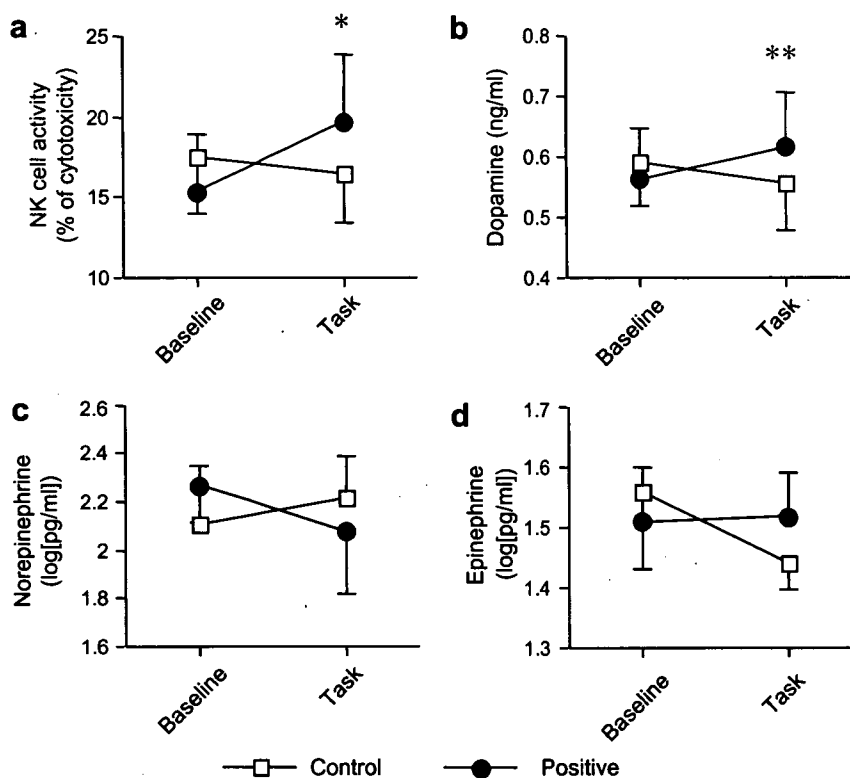 a
*
25
20
15
10
NK cell activity
(% of cytotoxicity)
Baseline
Task
b
**
0.8
0.7
0.6
0.5
0.4
Dopamine (ng/ml)
Baseline
Task
c
2.6
2.4
2.2
2
1.8
1.6
Norepinephrine
(log[pg/ml])
Baseline
Task
d
1.7
1.6
1.5
1.4
1.3
Epinephrine
(log[pg/ml])
Baseline
Task
Control
Positive